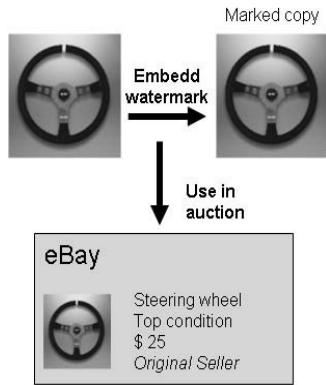 Marked copy
Embedd
watermark
Use in
auction
eBay
Steering wheel
Top condition
$ 25
Original Seller